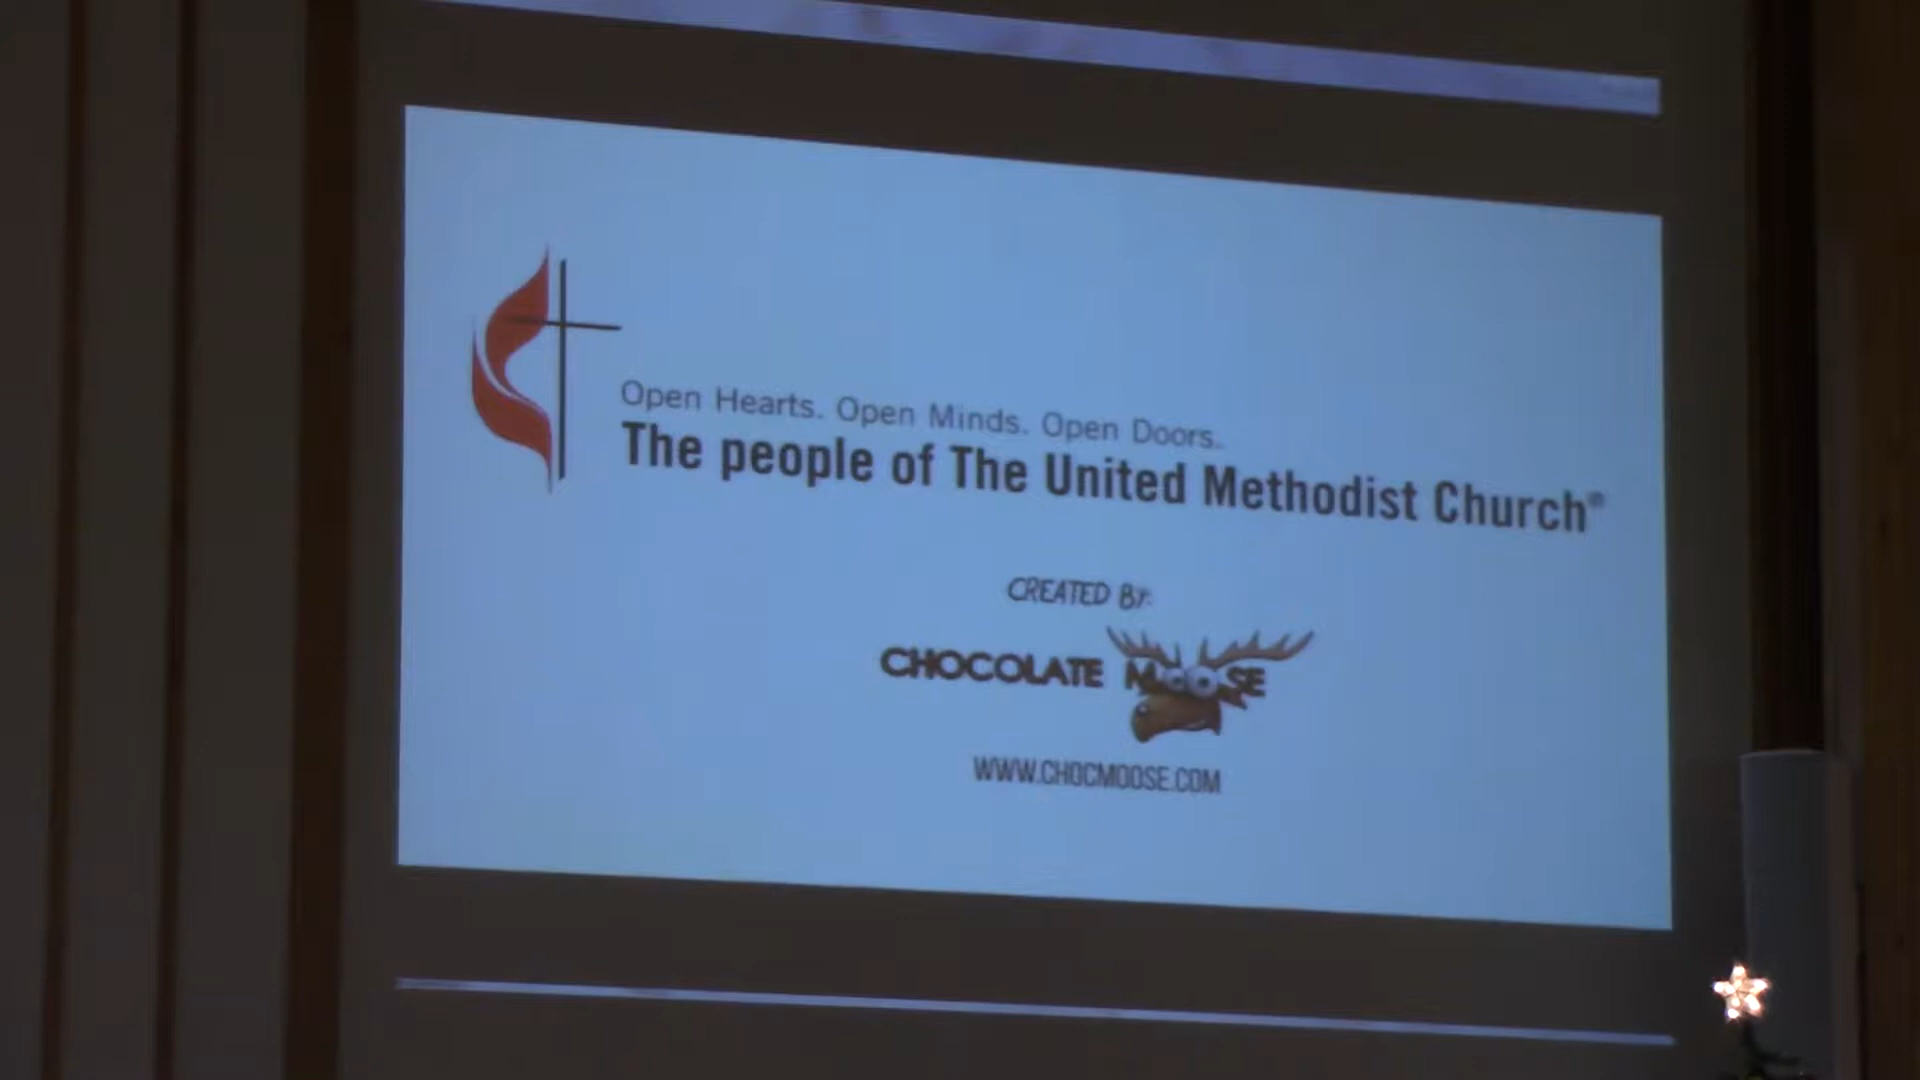 Open Hearts. Open Minds. Open Doors.
The people of The United Methodist Church®
CREATED BY:
CHOCOLATE MOOSE
WWW.CHOCMOOSE.COM